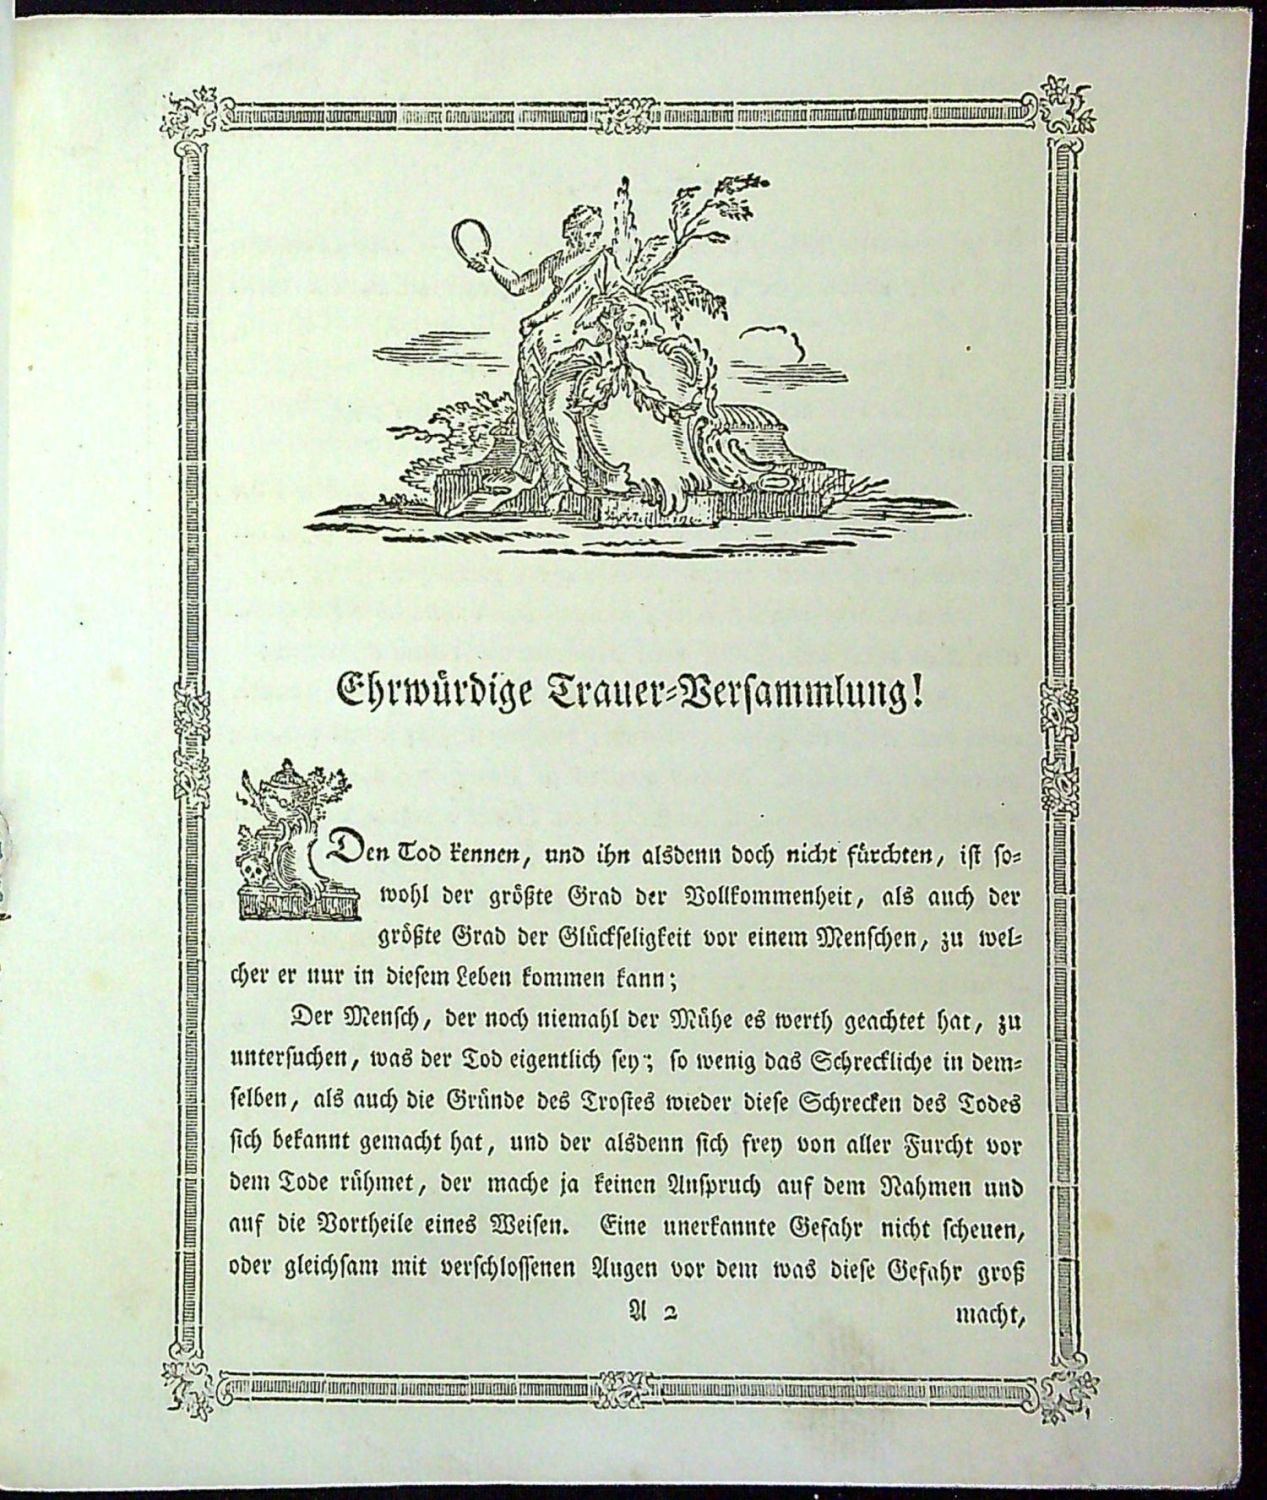 Ehrwürdige Trauer-Versammlung!
Den Tod kennen, und ihn alsdenn doch nicht fürchten, ist so-
wohl der größte Grad der Vollkommenheit, als auch der
größte Grad der Glückseligkeit vor einem Menschen, zu wel-
cher er nur in diesem Leben kommen kann;
Der Mensch, der noch niemahl der Mühe es werth geachtet hat, zu
untersuchen, was der Tod eigentlich sey; so wenig das Schreckliche in dem-
selben, als auch die Gründe des Trostes wieder diese Schrecken des Todes
sich bekannt gemacht hat, und der alsdenn sich frey von aller Furcht vor
dem Tode rühmet, der mache ja keinen Anspruch auf dem Nahmen und
auf die Vortheile eines Weisen. Eine unerkannte Gefahr nicht scheuen,
oder gleichsam mit verschlossenen Augen vor dem was diese Gefahr groß
A 2 macht,